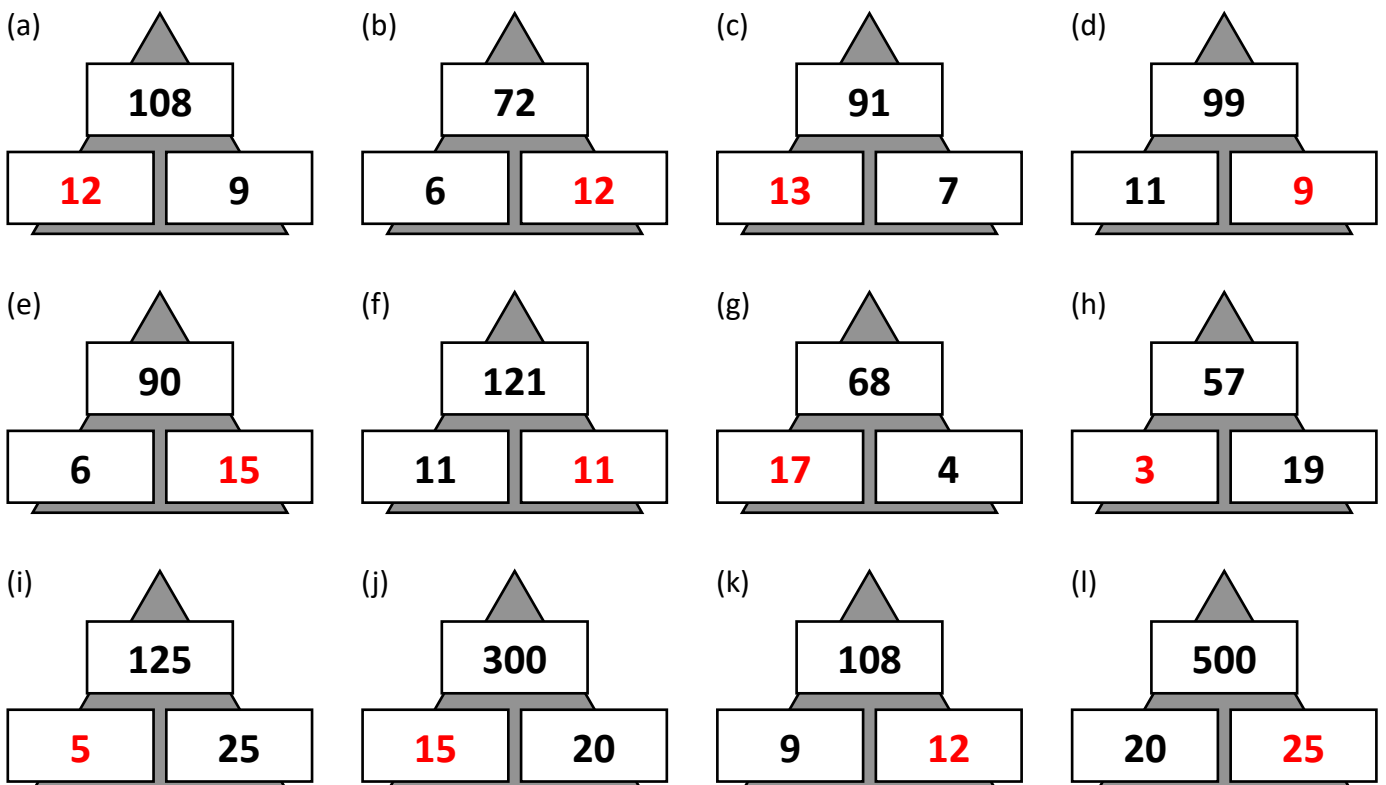 (a) (b) (c) (d)
108 72 91 99
12 9 6 12 13 7 11 9
(e) (f) (g) (h)
90 121 68 57
6 15 11 11 17 4 3 19
(i) (j) (k) (l)
125 300 108 500
5 25 15 20 9 12 20 25